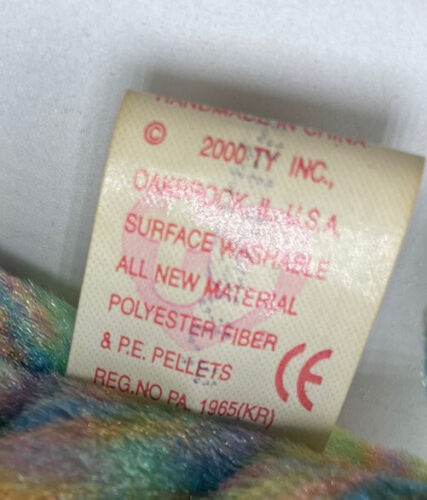 HANDMADE IN CHINA
© 2000 TY INC.,
OAKBROOK IL. U.S.A
SURFACE WASHABLE
ALL NEW MATERIAL
POLYESTER FIBER
& P.E. PELLETS CE
REG.NO PA. 1965(KR)